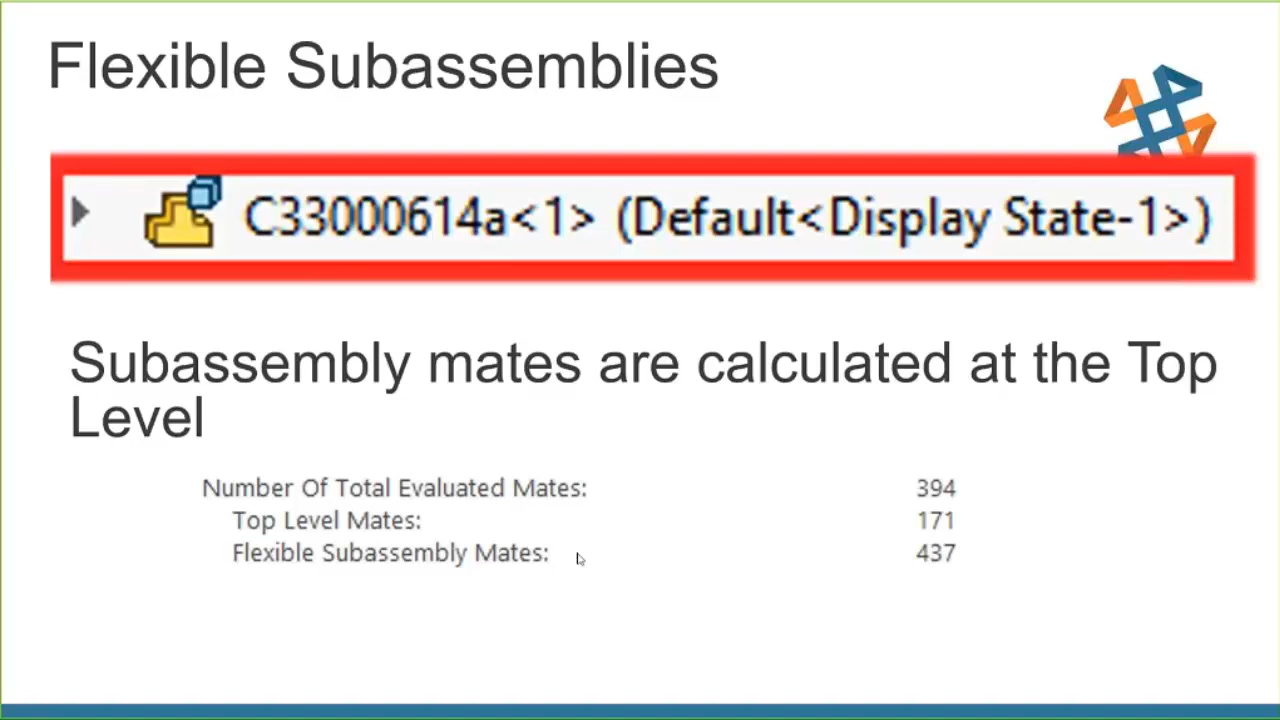 Flexible Subassemblies
C33000614a<1> (Default<Display State-1>)
Subassembly mates are calculated at the Top
Level
Number Of Total Evaluated Mates: 394
Top Level Mates: 171
Flexible Subassembly Mates: 437